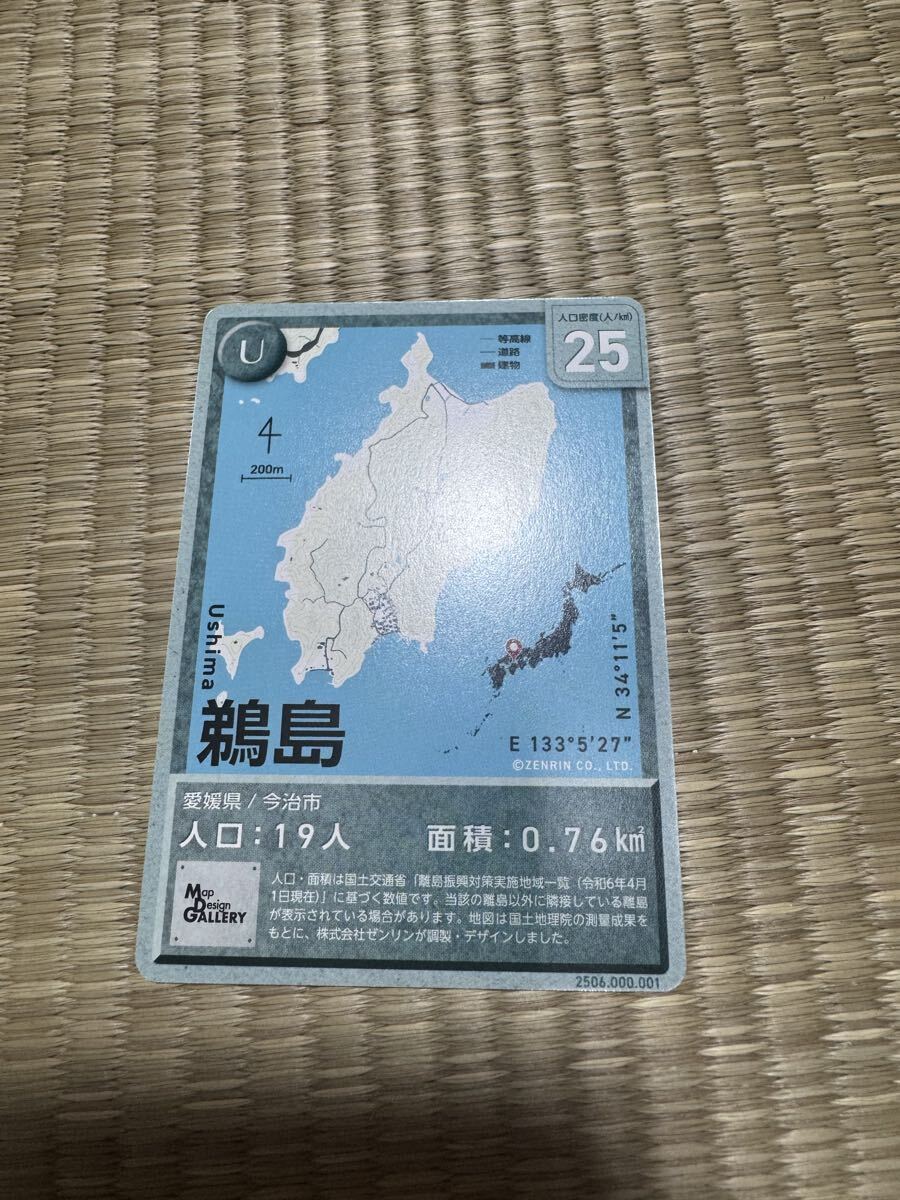 U
人口密度(人/km²)
25
等高線
道路
建物
200m
Ushima
鵜島
N 34°11'5"
E 133°5'27"
©ZENRIN CO., LTD.
愛媛県 / 今治市
人口：19人 面積：0.76km²
Map
Design
GALLERY
人口・面積は国土交通省「離島振興対策実施地域一覧（令和6年4月
1日現在）」に基づく数値です。当該の離島以外に隣接している離島
が表示されている場合があります。地図は国土地理院の測量成果を
もとに、株式会社ゼンリンが調製・デザインしました。
2506.000.001